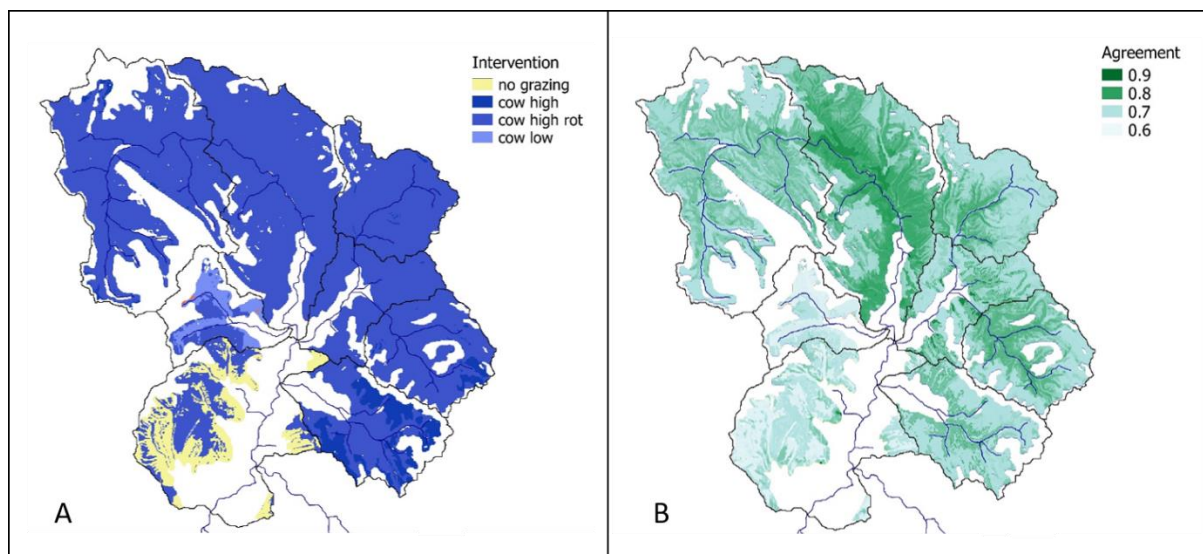 Intervention
no grazing
cow high
cow high rot
cow low
A
Agreement
0.9
0.8
0.7
0.6
B